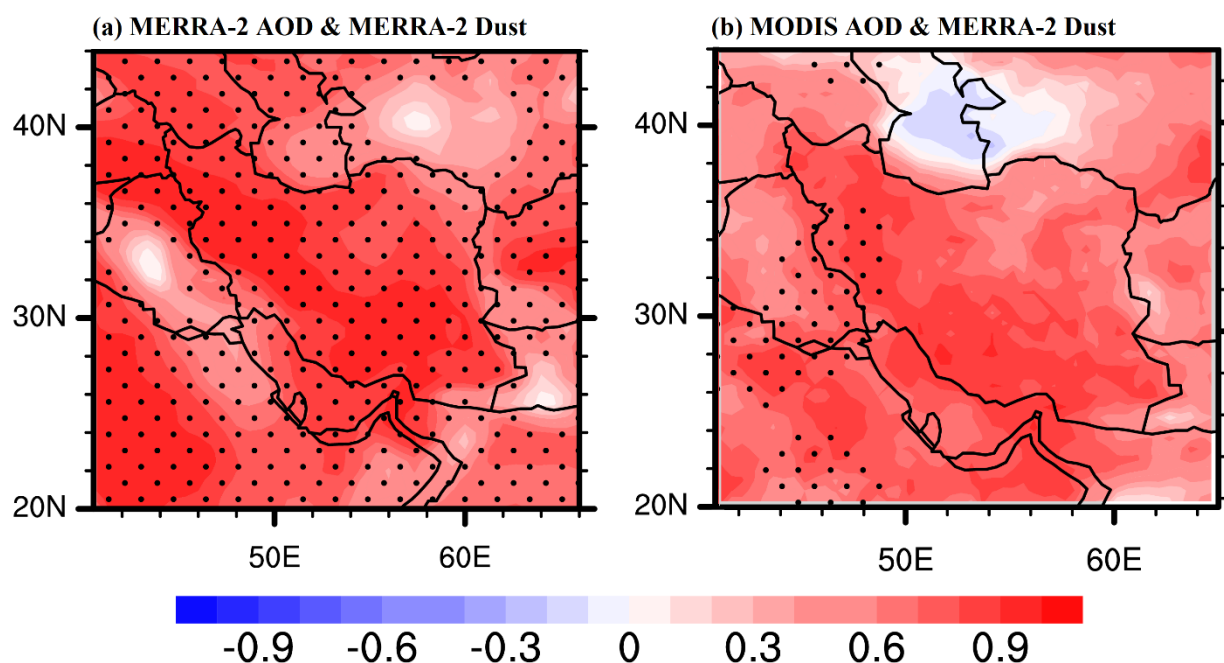 (a) MERRA-2 AOD & MERRA-2 Dust
(b) MODIS AOD & MERRA-2 Dust
40N
30N
20N
50E
60E
40N
30N
20N
50E
60E
-0.9
-0.6
-0.3
0
0.3
0.6
0.9